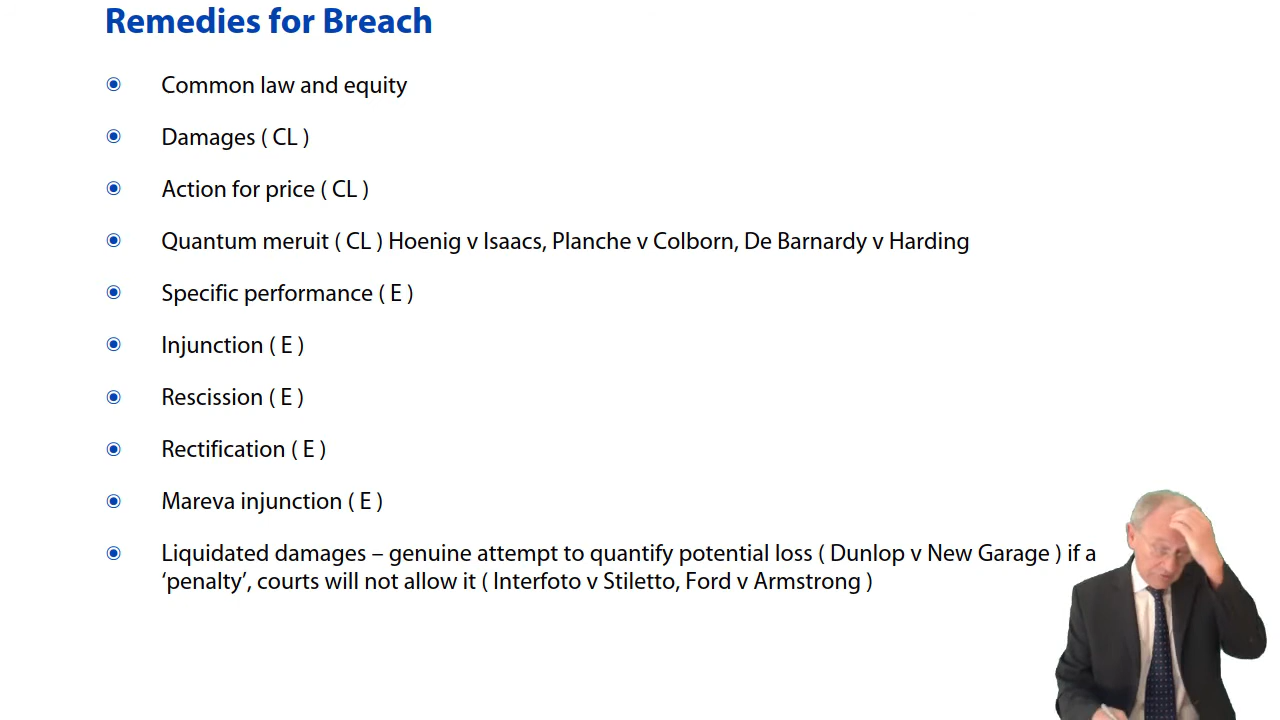 Remedies for Breach
Common law and equity
Damages ( CL )
Action for price ( CL )
Quantum meruit ( CL ) Hoenig v Isaacs, Planche v Colborn, De Barnardy v Harding
Specific performance ( E )
Injunction ( E )
Rescission ( E )
Rectification ( E )
Mareva injunction ( E )
Liquidated damages – genuine attempt to quantify potential loss ( Dunlop v New Garage ) if a
‘penalty’, courts will not allow it ( Interfoto v Stiletto, Ford v Armstrong )